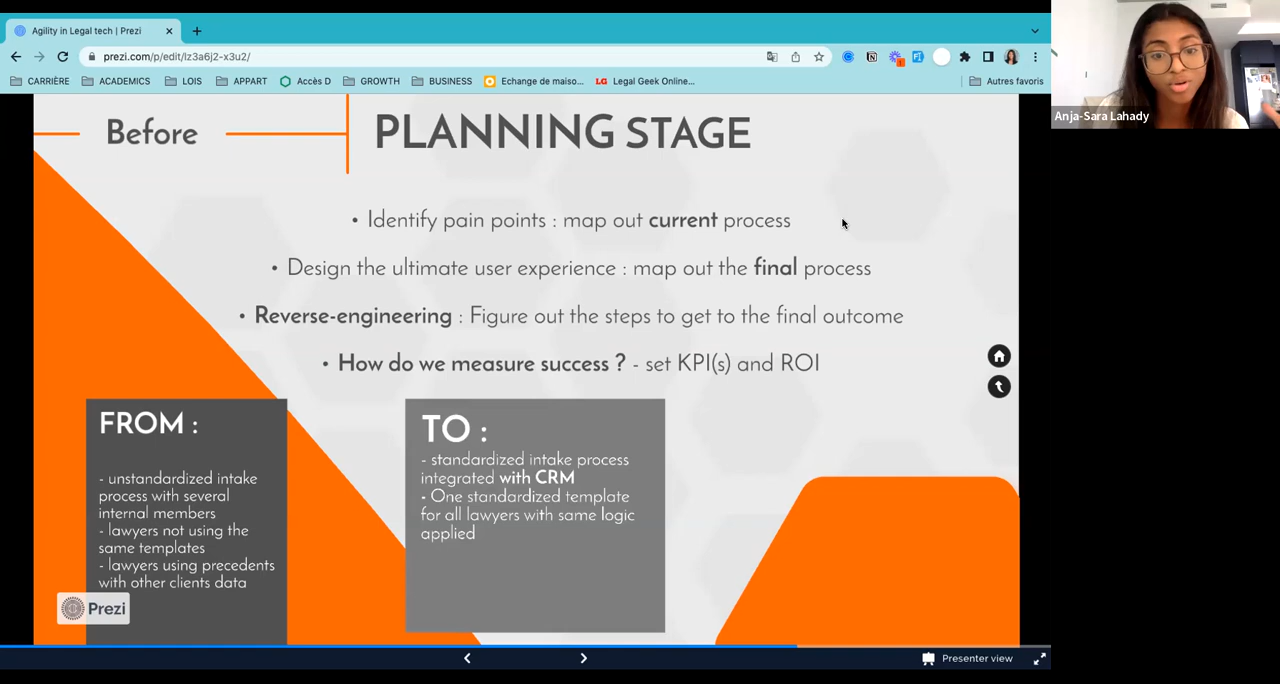 Agility in Legal tech | Prezi
prezi.com/p/edit/lz3a6j2-x3u2/
CARRIÈRE ACADEMICS LOIS APPART Accès D GROWTH BUSINESS Echange de maiso... LG Legal Geek Online... Autres favoris
Anja-Sara Lahady
Before
PLANNING STAGE
• Identify pain points : map out current process
• Design the ultimate user experience : map out the final process
• Reverse-engineering : Figure out the steps to get to the final outcome
• How do we measure success ? - set KPI(s) and ROI
FROM :
- unstandardized intake
process with several
internal members
- lawyers not using the
same templates
- lawyers using precedents
with other clients data
TO :
- standardized intake process
integrated with CRM
- One standardized template
for all lawyers with same logic
applied
Prezi
Presenter view